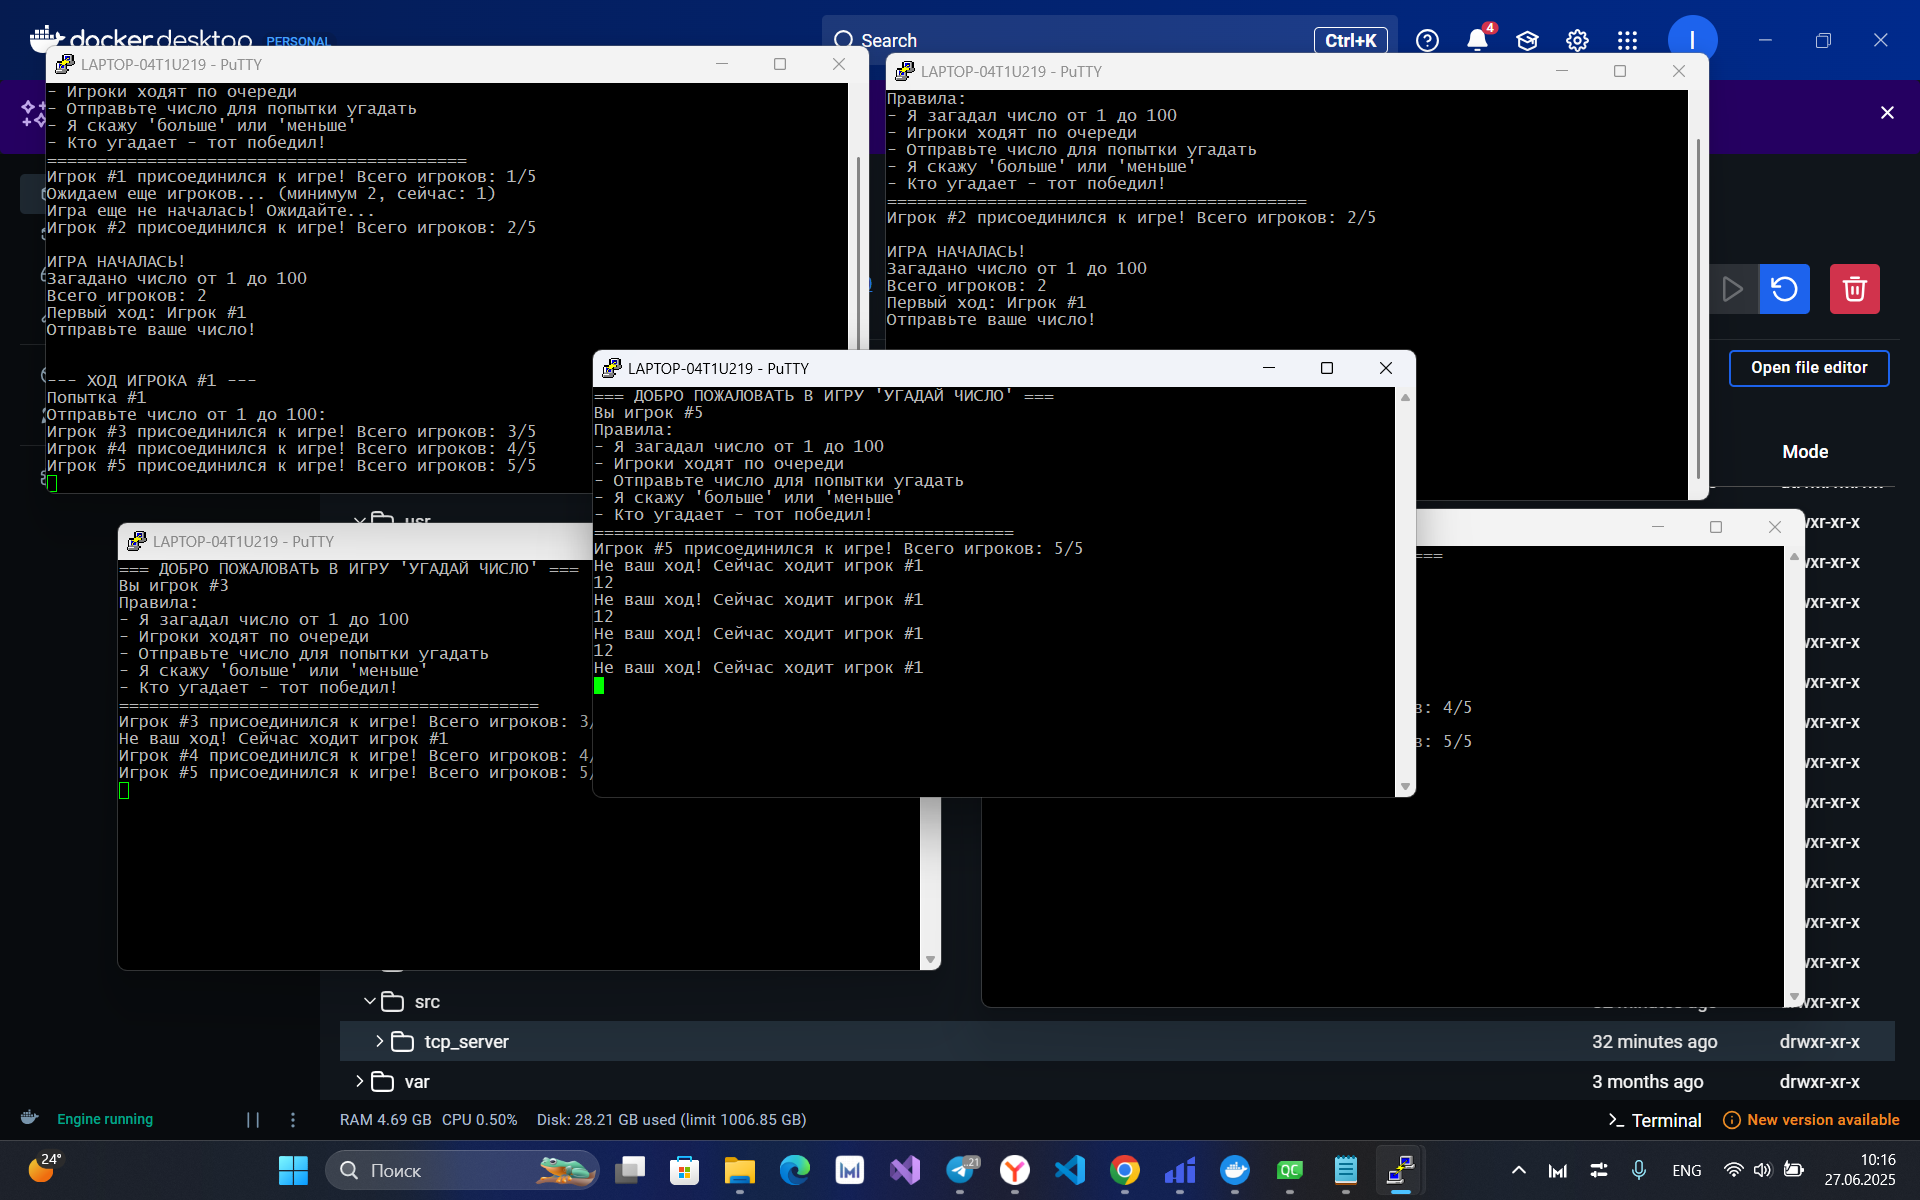 docker.desktop PERSONAL
Search
Ctrl+K
4
I
LAPTOP-04T1U219 - PuTTY
- Игроки ходят по очереди
- Отправьте число для попытки угадать
- Я скажу 'больше' или 'меньше'
- Кто угадает - тот победил!
==========================================
Игрок #1 присоединился к игре! Всего игроков: 1/5
Ожидаем еще игроков... (минимум 2, сейчас: 1)
Игра еще не началась! Ожидайте...
Игрок #2 присоединился к игре! Всего игроков: 2/5
ИГРА НАЧАЛАСЬ!
Загадано число от 1 до 100
Всего игроков: 2
Первый ход: Игрок #1
Отправьте ваше число!
--- ХОД ИГРОКА #1 ---
Попытка #1
Отправьте число от 1 до 100:
Игрок #3 присоединился к игре! Всего игроков: 3/5
Игрок #4 присоединился к игре! Всего игроков: 4/5
Игрок #5 присоединился к игре! Всего игроков: 5/5
LAPTOP-04T1U219 - PuTTY
Правила:
- Я загадал число от 1 до 100
- Игроки ходят по очереди
- Отправьте число для попытки угадать
- Я скажу 'больше' или 'меньше'
- Кто угадает - тот победил!
==========================================
Игрок #2 присоединился к игре! Всего игроков: 2/5
ИГРА НАЧАЛАСЬ!
Загадано число от 1 до 100
Всего игроков: 2
Первый ход: Игрок #1
Отправьте ваше число!
LAPTOP-04T1U219 - PuTTY
=== ДОБРО ПОЖАЛОВАТЬ В ИГРУ 'УГАДАЙ ЧИСЛО' ===
Вы игрок #5
Правила:
- Я загадал число от 1 до 100
- Игроки ходят по очереди
- Отправьте число для попытки угадать
- Я скажу 'больше' или 'меньше'
- Кто угадает - тот победил!
==========================================
Игрок #5 присоединился к игре! Всего игроков: 5/5
Не ваш ход! Сейчас ходит игрок #1
12
Не ваш ход! Сейчас ходит игрок #1
12
Не ваш ход! Сейчас ходит игрок #1
12
Не ваш ход! Сейчас ходит игрок #1
LAPTOP-04T1U219 - PuTTY
=== ДОБРО ПОЖАЛОВАТЬ В ИГРУ 'УГАДАЙ ЧИСЛО' ===
Вы игрок #3
Правила:
- Я загадал число от 1 до 100
- Игроки ходят по очереди
- Отправьте число для попытки угадать
- Я скажу 'больше' или 'меньше'
- Кто угадает - тот победил!
==========================================
Игрок #3 присоединился к игре! Всего игроков: 3/
Не ваш ход! Сейчас ходит игрок #1
Игрок #4 присоединился к игре! Всего игроков: 4/
Игрок #5 присоединился к игре! Всего игроков: 5/
===
в: 4/5
в: 5/5
Open file editor
Mode
usr
wxr-xr-x
wxr-xr-x
wxr-xr-x
wxr-xr-x
wxr-xr-x
wxr-xr-x
wxr-xr-x
wxr-xr-x
wxr-xr-x
wxr-xr-x
wxr-xr-x
wxr-xr-x
src
wxr-xr-x
tcp_server 32 minutes ago drwxr-xr-x
var 3 months ago drwxr-xr-x
Engine running
RAM 4.69 GB CPU 0.50% Disk: 28.21 GB used (limit 1006.85 GB)
Terminal
New version available
24°
Поиск
21
QC
ENG
10:16
27.06.2025